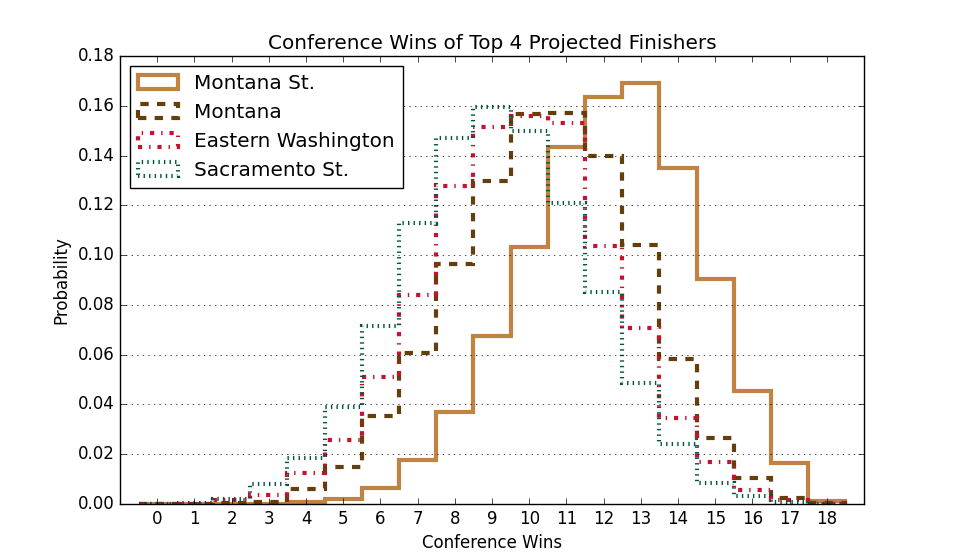 Conference Wins of Top 4 Projected Finishers
0.18
0.16
0.14
0.12
0.10
0.08
0.06
0.04
0.02
0.00
Probability
Montana St.
Montana
Eastern Washington
Sacramento St.
0 1 2 3 4 5 6 7 8 9 10 11 12 13 14 15 16 17 18
Conference Wins